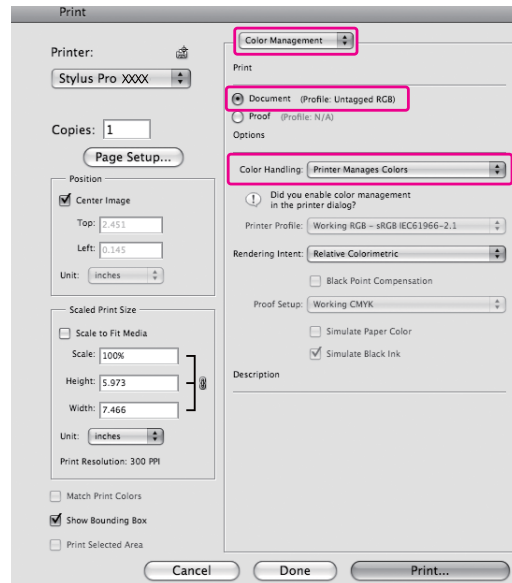 Print
Printer:
Stylus Pro XXXX
Copies: 1
Page Setup...
Position
Center Image
Top: 2.451
Left: 0.145
Unit: inches
Scaled Print Size
Scale to Fit Media
Scale: 100%
Height: 5.973
Width: 7.466
Unit: inches
Print Resolution: 300 PPI
Match Print Colors
Show Bounding Box
Print Selected Area
Color Management
Print
Document (Profile: Untagged RGB)
Proof (Profile: N/A)
Options
Color Handling: Printer Manages Colors
Did you enable color management
in the printer dialog?
Printer Profile: Working RGB - sRGB IEC61966-2.1
Rendering Intent: Relative Colorimetric
Black Point Compensation
Proof Setup: Working CMYK
Simulate Paper Color
Simulate Black Ink
Description
Cancel
Done
Print...